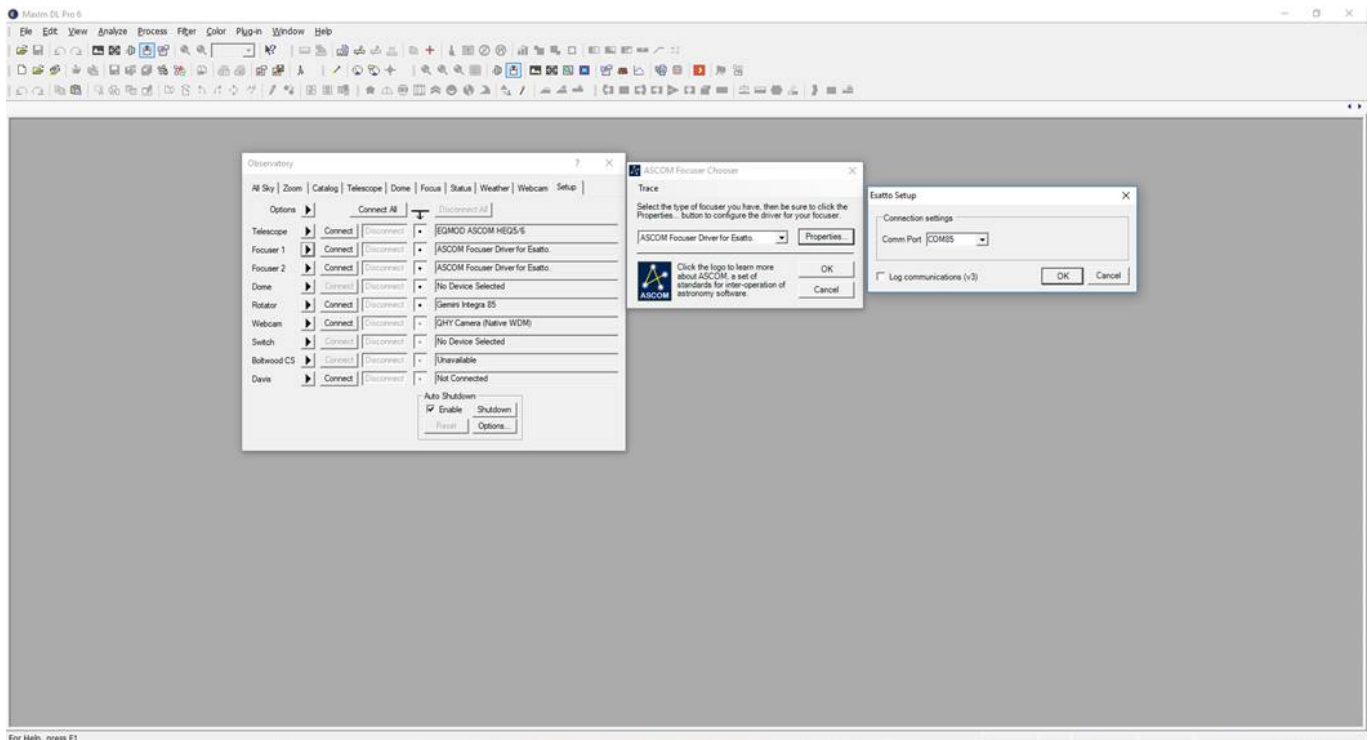 Maxim DL Pro 6
File Edit View Analyze Process Filter Color Plug-in Window Help
Observatory
All Sky Zoom Catalog Telescope Dome Focus Status Weather Webcam Setup
Options Connect All Disconnect All
Telescope Connect Disconnect EQMOD ASCOM HEQ5/6
Focuser 1 Connect Disconnect ASCOM Focuser Driver for Esatto.
Focuser 2 Connect Disconnect ASCOM Focuser Driver for Esatto.
Dome Connect Disconnect No Device Selected
Rotator Connect Disconnect Gemini Integra 85
Webcam Connect Disconnect QHY Camera (Native WDM)
Switch Connect Disconnect No Device Selected
Boltwood CS Connect Disconnect Unavailable
Davis Connect Disconnect Not Connected
Auto Shutdown
Enable Shutdown
Reset Options...
ASCOM Focuser Chooser
Trace
Select the type of focuser you have, then be sure to click the
Properties... button to configure the driver for your focuser.
ASCOM Focuser Driver for Esatto. Properties...
Click the logo to learn more
about ASCOM, a set of
standards for inter-operation of
astronomy software.
ASCOM
OK
Cancel
Esatto Setup
Connection settings
Comm Port COM85
Log communications (v3) OK Cancel
For Help, press F1